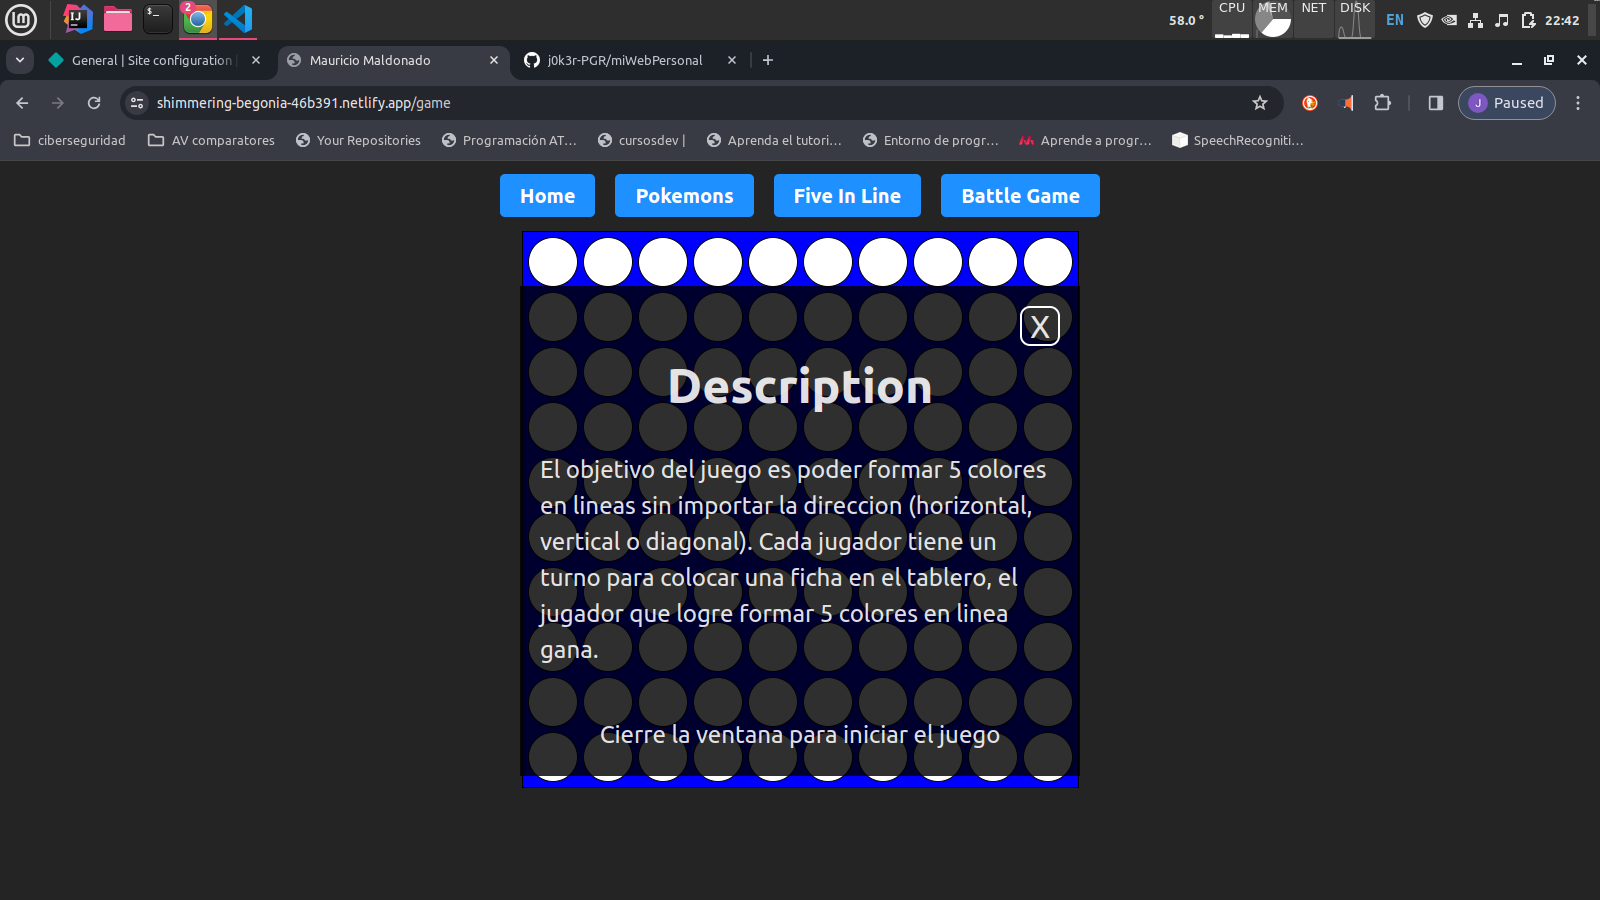 CPU MEM NET DISK
58.0 ° EN 22:42
2
General | Site configuration
Mauricio Maldonado
j0k3r-PGR/miWebPersonal
shimmering-begonia-46b391.netlify.app/game
J Paused
ciberseguridad
AV comparatores
Your Repositories
Programación AT...
cursosdev |
Aprenda el tutori...
Entorno de progr...
Aprende a progr...
SpeechRecogniti...
Home
Pokemons
Five In Line
Battle Game
X
Description
El objetivo del juego es poder formar 5 colores
en lineas sin importar la direccion (horizontal,
vertical o diagonal). Cada jugador tiene un
turno para colocar una ficha en el tablero, el
jugador que logre formar 5 colores en linea
gana.
Cierre la ventana para iniciar el juego